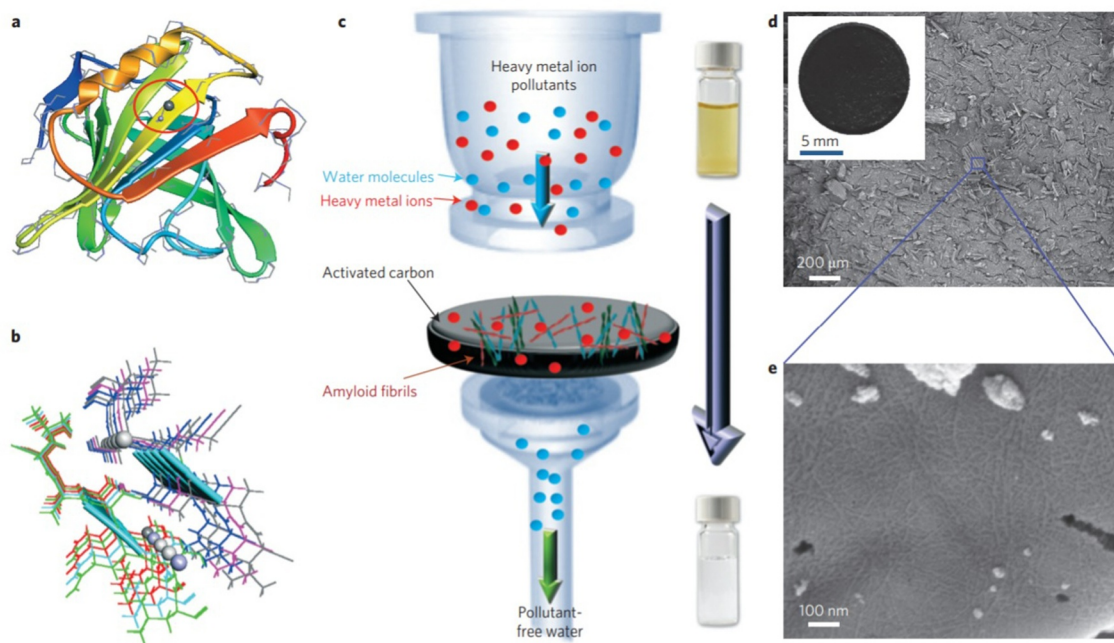 a
c
d
Heavy metal ion
pollutants
5 mm
Water molecules
Heavy metal ions
200 µm
Activated carbon
b
e
Amyloid fibrils
100 nm
Pollutant-
free water